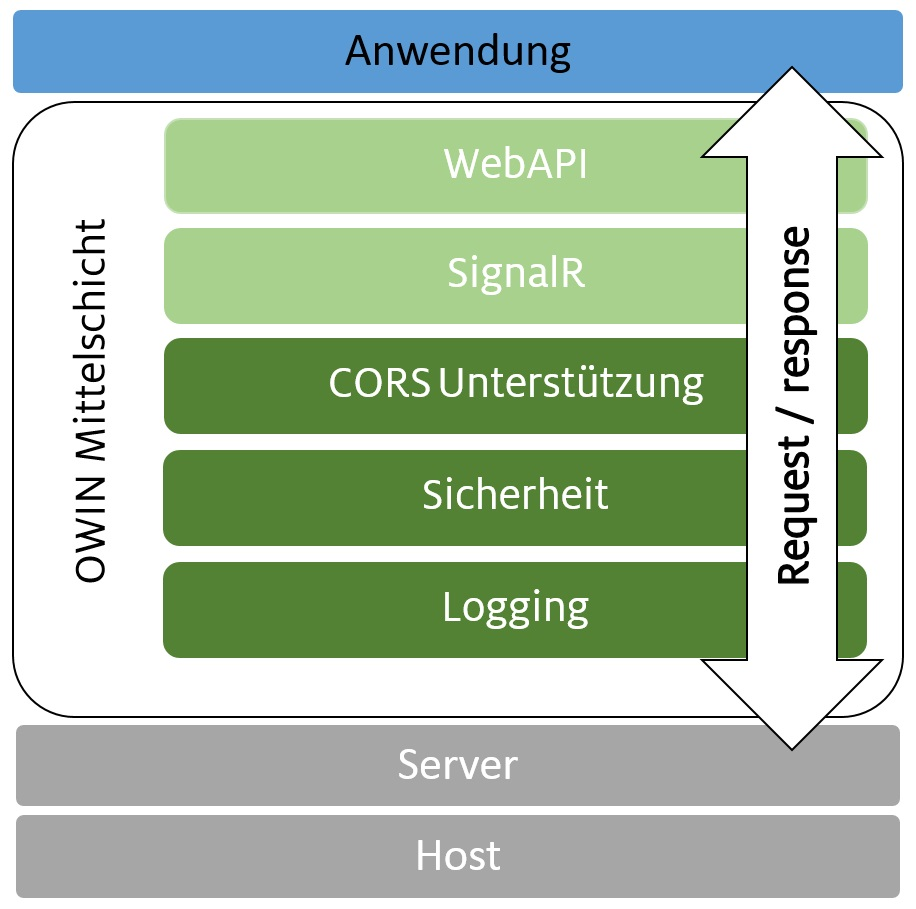 Anwendung
OWIN Mittelschicht
WebAPI
SignalR
CORS Unterstützung
Sicherheit
Logging
Request / response
Server
Host